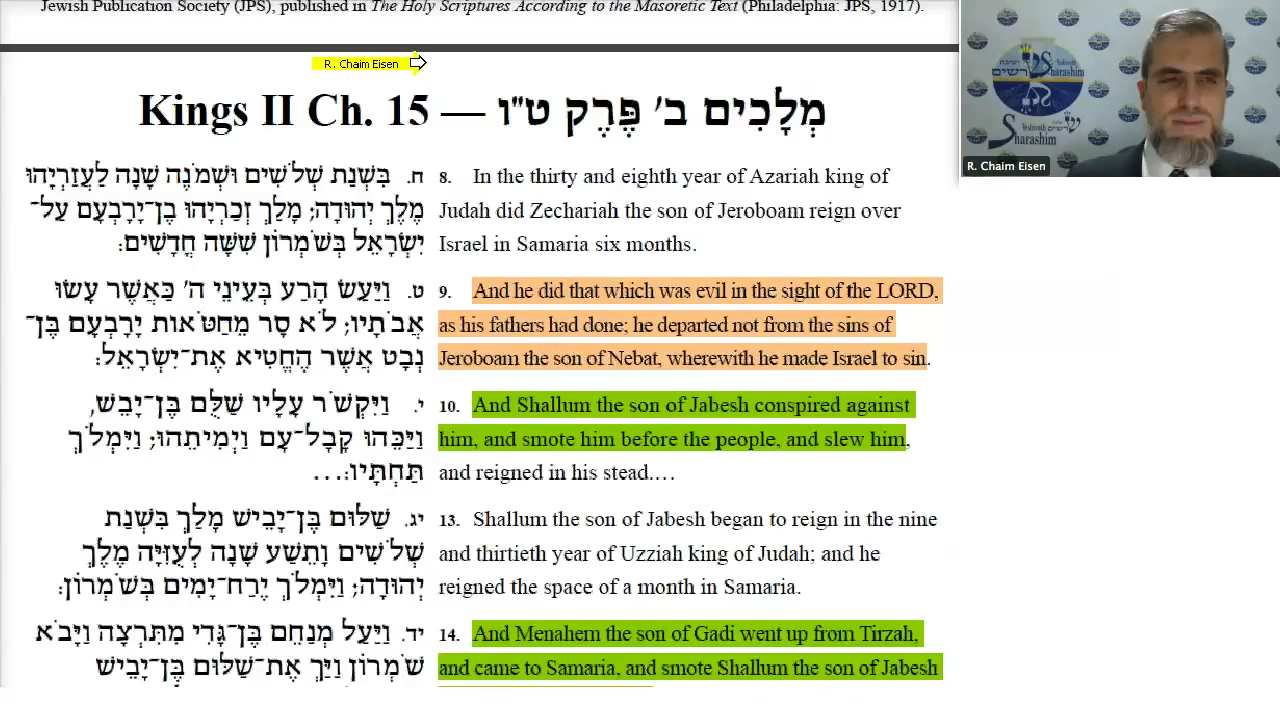 Jewish Publication Society (JPS), published in The Holy Scriptures According to the Masoretic Text (Philadelphia: JPS, 1917).
R. Chaim Eisen
Kings II Ch. 15 — מְלָכִים ב' פֶּרֶק ט"ו
ח. בִּשְׁנַת שְׁלֹשִׁים וּשְׁמֹנֶה שָׁנָה לַעֲזַרְיָהוּ
מֶלֶךְ יְהוּדָה; מָלַךְ זְכַרְיָהוּ בֶן־יָרָבְעָם עַל־
יִשְׂרָאֵל בְּשֹׁמְרוֹן שִׁשָּׁה חֳדָשִׁים:
8. In the thirty and eighth year of Azariah king of
Judah did Zechariah the son of Jeroboam reign over
Israel in Samaria six months.
ט. וַיַּעַשׂ הָרַע בְּעֵינֵי ה' כַּאֲשֶׁר עָשׂוּ
אֲבֹתָיו; לֹא סָר מֵחַטֹּאות יָרָבְעָם בֶּן־
נְבָט אֲשֶׁר הֶחֱטִיא אֶת־יִשְׂרָאֵל:
9. And he did that which was evil in the sight of the LORD,
as his fathers had done; he departed not from the sins of
Jeroboam the son of Nebat, wherewith he made Israel to sin.
י. וַיִּקְשֹׁר עָלָיו שַׁלֻּם בֶּן־יָבֵשׁ,
וַיַּכֵּהוּ קָבָל־עָם וַיְמִיתֵהוּ; וַיִּמְלֹךְ
תַּחְתָּיו:...
10. And Shallum the son of Jabesh conspired against
him, and smote him before the people, and slew him,
and reigned in his stead....
יג. שַׁלּוּם בֶּן־יָבֵישׁ מָלַךְ בִּשְׁנַת
שְׁלֹשִׁים וָתֵשַׁע שָׁנָה לְעֻזִּיָּה מֶלֶךְ
יְהוּדָה; וַיִּמְלֹךְ יֶרַח־יָמִים בְּשֹׁמְרוֹן:
13. Shallum the son of Jabesh began to reign in the nine
and thirtieth year of Uzziah king of Judah; and he
reigned the space of a month in Samaria.
יד. וַיַּעַל מְנַחֵם בֶּן־גָּדִי מִתִּרְצָה וַיָּבֹא
שֹׁמְרוֹן וַיַּךְ אֶת־שַׁלּוּם בֶּן־יָבֵישׁ
14. And Menahem the son of Gadi went up from Tirzah,
and came to Samaria, and smote Shallum the son of Jabesh
ישיבת
שרשים
Yeshivath
Sharashim
R. Chaim Eisen